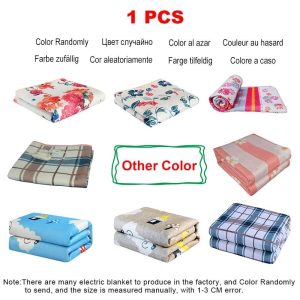 1 PCS
Color Randomly Цвет случайно Color al azar Couleur au hasard
Farbe zufällig Cor aleatoriamente Farge tilfeldig Colore a caso
Other Color
Note:There are many electric blanket to produce in the factory, and Color Randomly
to send, and the size is measured manually, with 1-3 CM error.